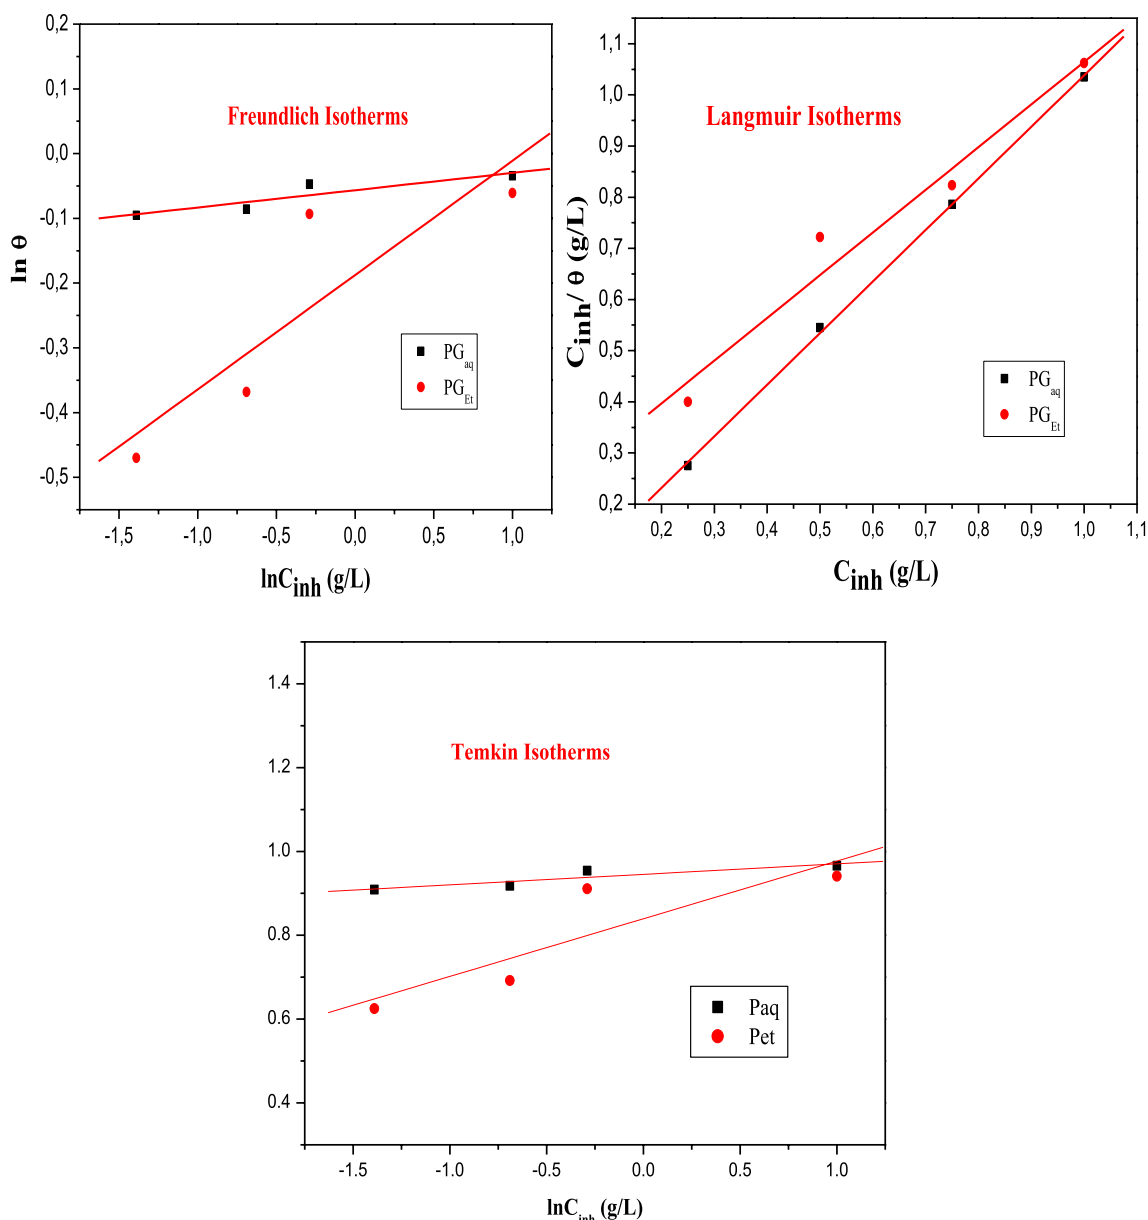 Freundlich Isotherms
ln θ
0,2
0,1
0,0
-0,1
-0,2
-0,3
-0,4
-0,5
PGaq
PGEt
-1,5 -1,0 -0,5 0,0 0,5 1,0
lnCinh (g/L)
Langmuir Isotherms
Cinh/ θ (g/L)
1,1
1,0
0,9
0,8
0,7
0,6
0,5
0,4
0,3
0,2
PGaq
PGEt
0,2 0,3 0,4 0,5 0,6 0,7 0,8 0,9 1,0 1,1
Cinh (g/L)
Temkin Isotherms
1.4
1.2
1.0
0.8
0.6
0.4
Paq
Pet
-1.5 -1.0 -0.5 0.0 0.5 1.0
lnCinh (g/L)